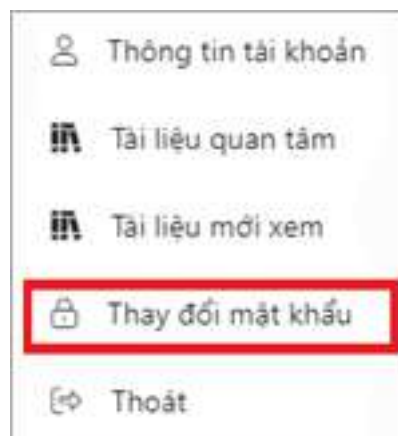 Thông tin tài khoản
Tài liệu quan tâm
Tài liệu mới xem
Thay đổi mật khẩu
Thoát